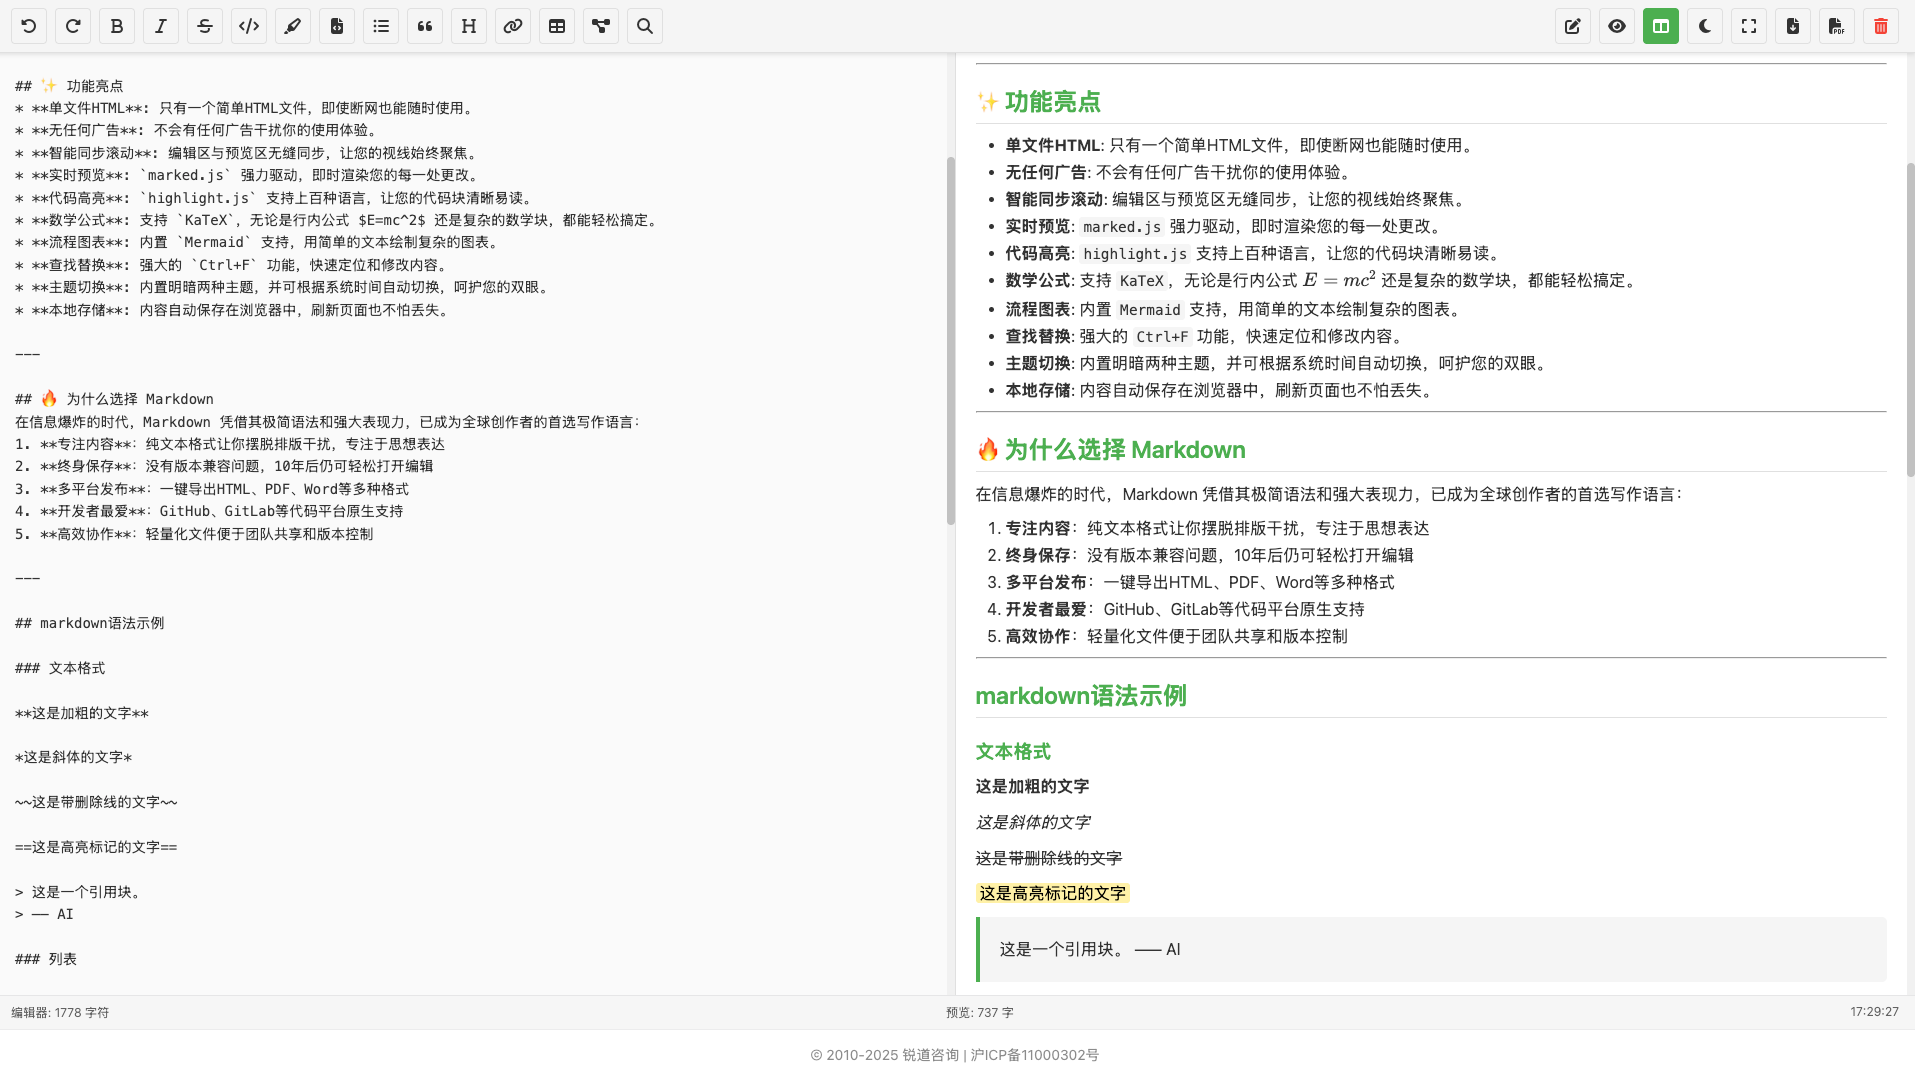 ## ✨ 功能亮点
* **单文件HTML**: 只有一个简单HTML文件，即使断网也能随时使用。
* **无任何广告**: 不会有任何广告干扰你的使用体验。
* **智能同步滚动**: 编辑区与预览区无缝同步，让您的视线始终聚焦。
* **实时预览**: `marked.js` 强力驱动，即时渲染您的每一处更改。
* **代码高亮**: `highlight.js` 支持上百种语言，让您的代码块清晰易读。
* **数学公式**: 支持 `KaTeX`，无论是行内公式 $E=mc^2$ 还是复杂的数学块，都能轻松搞定。
* **流程图表**: 内置 `Mermaid` 支持，用简单的文本绘制复杂的图表。
* **查找替换**: 强大的 `Ctrl+F` 功能，快速定位和修改内容。
* **主题切换**: 内置明暗两种主题，并可根据系统时间自动切换，呵护您的双眼。
* **本地存储**: 内容自动保存在浏览器中，刷新页面也不怕丢失。
---
## 🔥 为什么选择 Markdown
在信息爆炸的时代，Markdown 凭借其极简语法和强大表现力，已成为全球创作者的首选写作语言：
1. **专注内容**：纯文本格式让你摆脱排版干扰，专注于思想表达
2. **终身保存**：没有版本兼容问题，10年后仍可轻松打开编辑
3. **多平台发布**：一键导出HTML、PDF、Word等多种格式
4. **开发者最爱**：GitHub、GitLab等代码平台原生支持
5. **高效协作**：轻量化文件便于团队共享和版本控制
---
## markdown语法示例
### 文本格式
**这是加粗的文字**
*这是斜体的文字*
~~这是带删除线的文字~~
==这是高亮标记的文字==
> 这是一个引用块。
> —— AI
### 列表
✨ 功能亮点
• 单文件HTML: 只有一个简单HTML文件，即使断网也能随时使用。
• 无任何广告: 不会有任何广告干扰你的使用体验。
• 智能同步滚动: 编辑区与预览区无缝同步，让您的视线始终聚焦。
• 实时预览: marked.js 强力驱动，即时渲染您的每一处更改。
• 代码高亮: highlight.js 支持上百种语言，让您的代码块清晰易读。
• 数学公式: 支持 KaTeX，无论是行内公式 E = mc² 还是复杂的数学块，都能轻松搞定。
• 流程图表: 内置 Mermaid 支持，用简单的文本绘制复杂的图表。
• 查找替换: 强大的 Ctrl+F 功能，快速定位和修改内容。
• 主题切换: 内置明暗两种主题，并可根据系统时间自动切换，呵护您的双眼。
• 本地存储: 内容自动保存在浏览器中，刷新页面也不怕丢失。
🔥 为什么选择 Markdown
在信息爆炸的时代，Markdown 凭借其极简语法和强大表现力，已成为全球创作者的首选写作语言：
1. 专注内容：纯文本格式让你摆脱排版干扰，专注于思想表达
2. 终身保存：没有版本兼容问题，10年后仍可轻松打开编辑
3. 多平台发布：一键导出HTML、PDF、Word等多种格式
4. 开发者最爱：GitHub、GitLab等代码平台原生支持
5. 高效协作：轻量化文件便于团队共享和版本控制
markdown语法示例
文本格式
这是加粗的文字
这是斜体的文字
这是带删除线的文字
这是高亮标记的文字
这是一个引用块。 —— AI
编辑器: 1778 字符
预览: 737 字
17:29:27
© 2010-2025 锐道咨询 | 沪ICP备11000302号